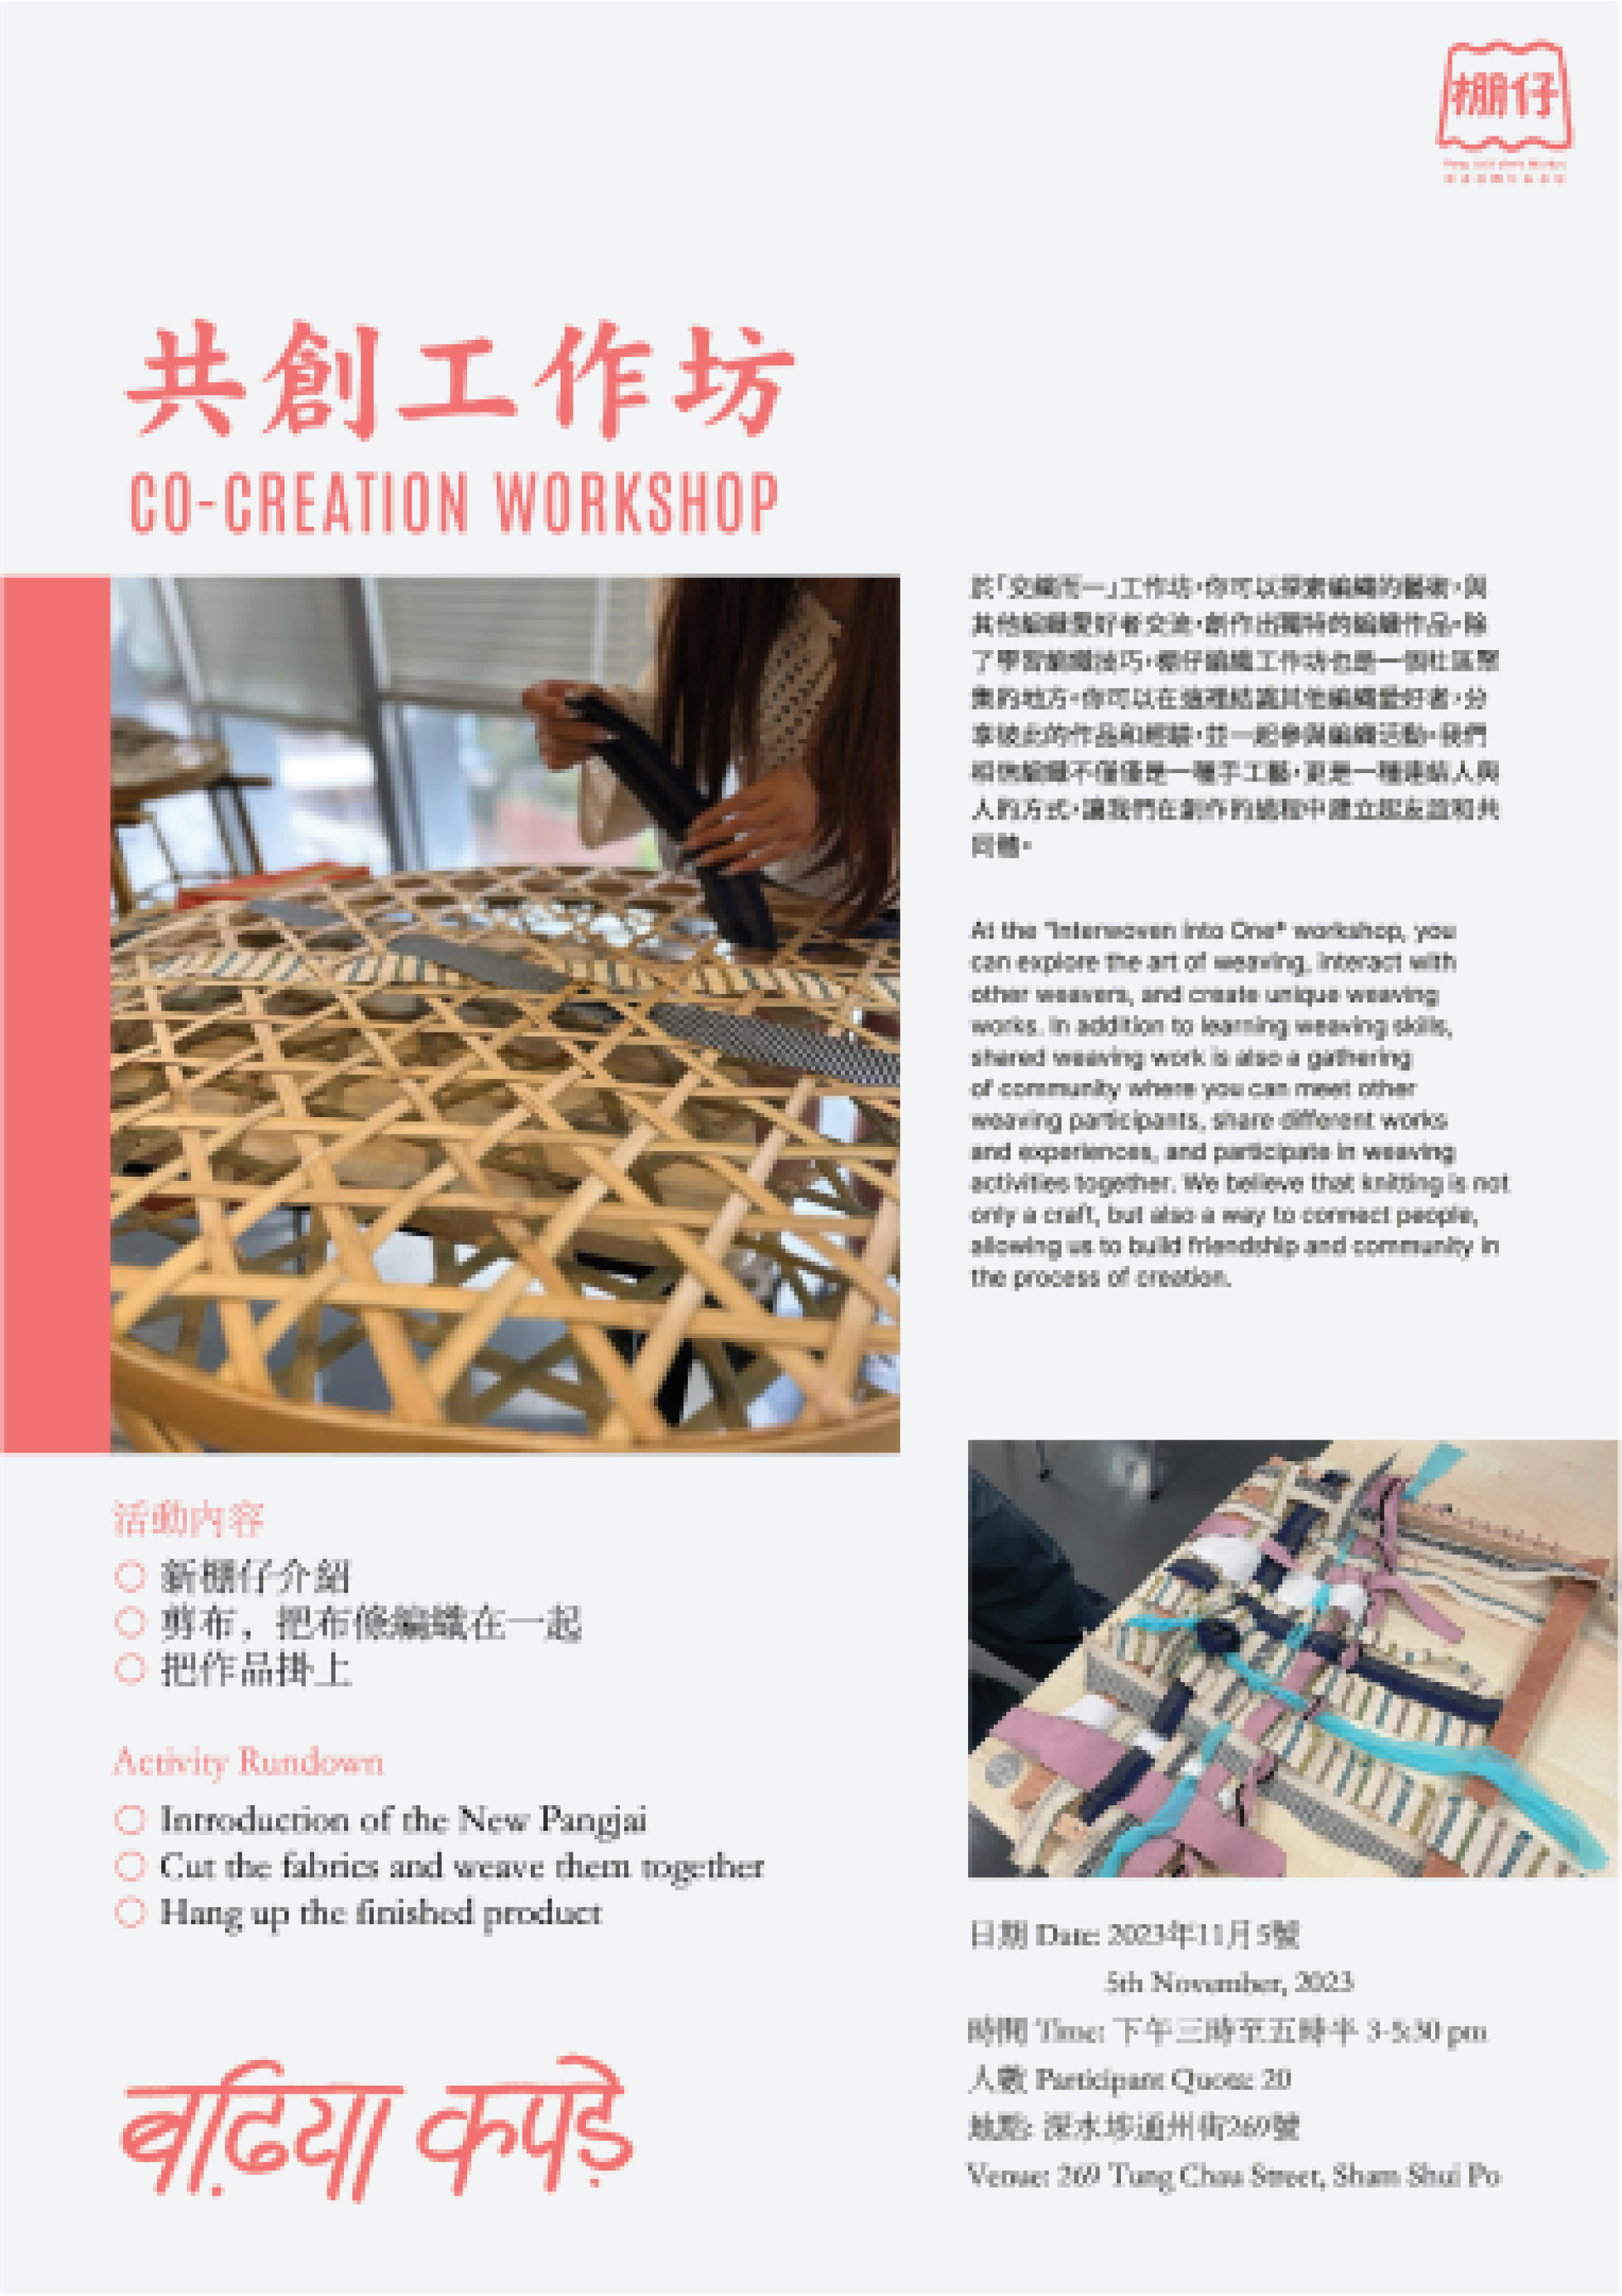 棚仔
共創工作坊
CO-CREATION WORKSHOP
於「交織而一」工作坊，你可以探索編織的藝術，與
其他編織愛好者交流，創作出獨特的編織作品。除
了學習編織技巧，棚仔編織工作坊也是一個社區聚
集的地方。你可以在這裡結識其他編織愛好者，分
享彼此的作品和經驗，並一起參與編織活動。我們
相信編織不僅僅是一種手工藝，更是一種連結人與
人的方式，讓我們在創作的過程中建立起友誼和共
同體。
At the "Interwoven into One" workshop, you
can explore the art of weaving, interact with
other weavers, and create unique weaving
works. In addition to learning weaving skills,
shared weaving work is also a gathering
of community where you can meet other
weaving participants, share different works
and experiences, and participate in weaving
activities together. We believe that knitting is not
only a craft, but also a way to connect people,
allowing us to build friendship and community in
the process of creation.
活動內容
新棚仔介紹
剪布，把布條編織在一起
把作品掛上
Activity Rundown
Introduction of the New Pangjai
Cut the fabrics and weave them together
Hang up the finished product
बढ़िया कपड़े
日期 Date: 2023年11月5號
5th November, 2023
時間 Time: 下午三時至五時半 3-5:30 pm
人數 Participant Quota: 20
地點: 深水埗通州街269號
Venue: 269 Tung Chau Street, Sham Shui Po